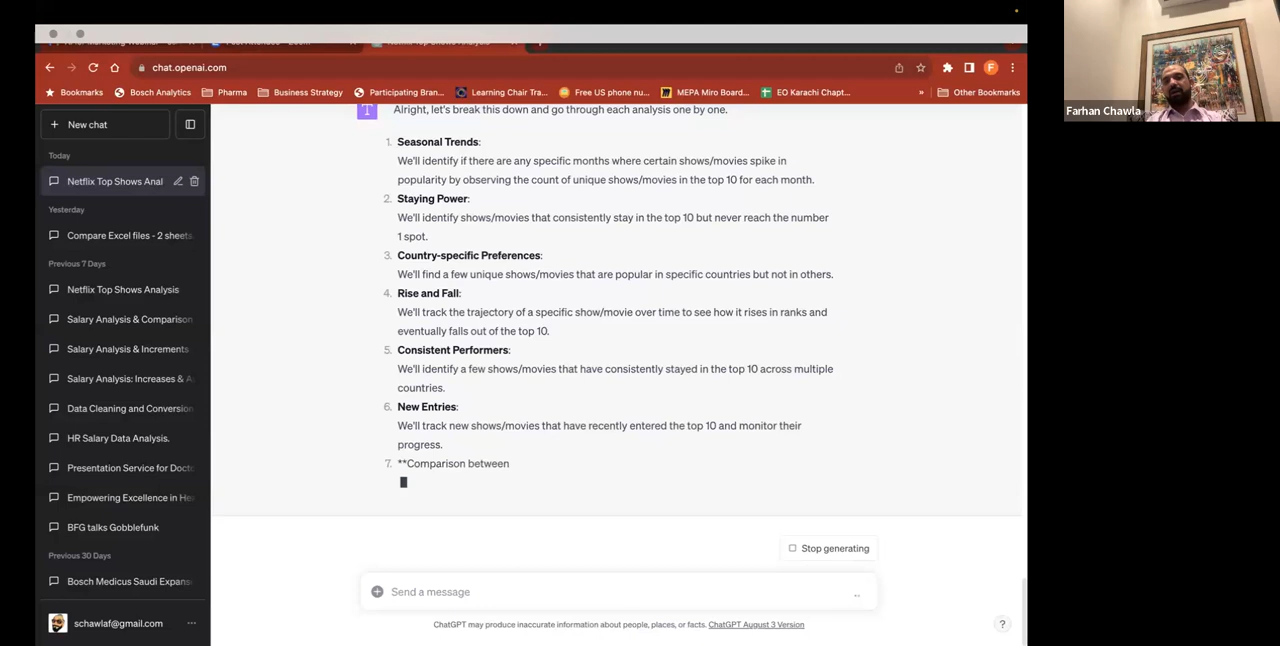 chat.openai.com
Bookmarks
Bosch Analytics
Pharma
Business Strategy
Participating Bran...
Learning Chair Tra...
Free US phone nu...
MEPA Miro Board...
EO Karachi Chapt...
»
Other Bookmarks
Farhan Chawla
New chat
Today
Netflix Top Shows Anal
Yesterday
Compare Excel files - 2 sheets
Previous 7 Days
Netflix Top Shows Analysis
Salary Analysis & Comparison
Salary Analysis & Increments
Salary Analysis: Increases & A
Data Cleaning and Conversion
HR Salary Data Analysis.
Presentation Service for Docto
Empowering Excellence in He
BFG talks Gobblefunk
Previous 30 Days
Bosch Medicus Saudi Expans
schawlaf@gmail.com
Alright, let's break this down and go through each analysis one by one.
1. Seasonal Trends:
We'll identify if there are any specific months where certain shows/movies spike in
popularity by observing the count of unique shows/movies in the top 10 for each month.
2. Staying Power:
We'll identify shows/movies that consistently stay in the top 10 but never reach the number
1 spot.
3. Country-specific Preferences:
We'll find a few unique shows/movies that are popular in specific countries but not in others.
4. Rise and Fall:
We'll track the trajectory of a specific show/movie over time to see how it rises in ranks and
eventually falls out of the top 10.
5. Consistent Performers:
We'll identify a few shows/movies that have consistently stayed in the top 10 across multiple
countries.
6. New Entries:
We'll track new shows/movies that have recently entered the top 10 and monitor their
progress.
7. **Comparison between
Stop generating
Send a message
ChatGPT may produce inaccurate information about people, places, or facts. ChatGPT August 3 Version
?